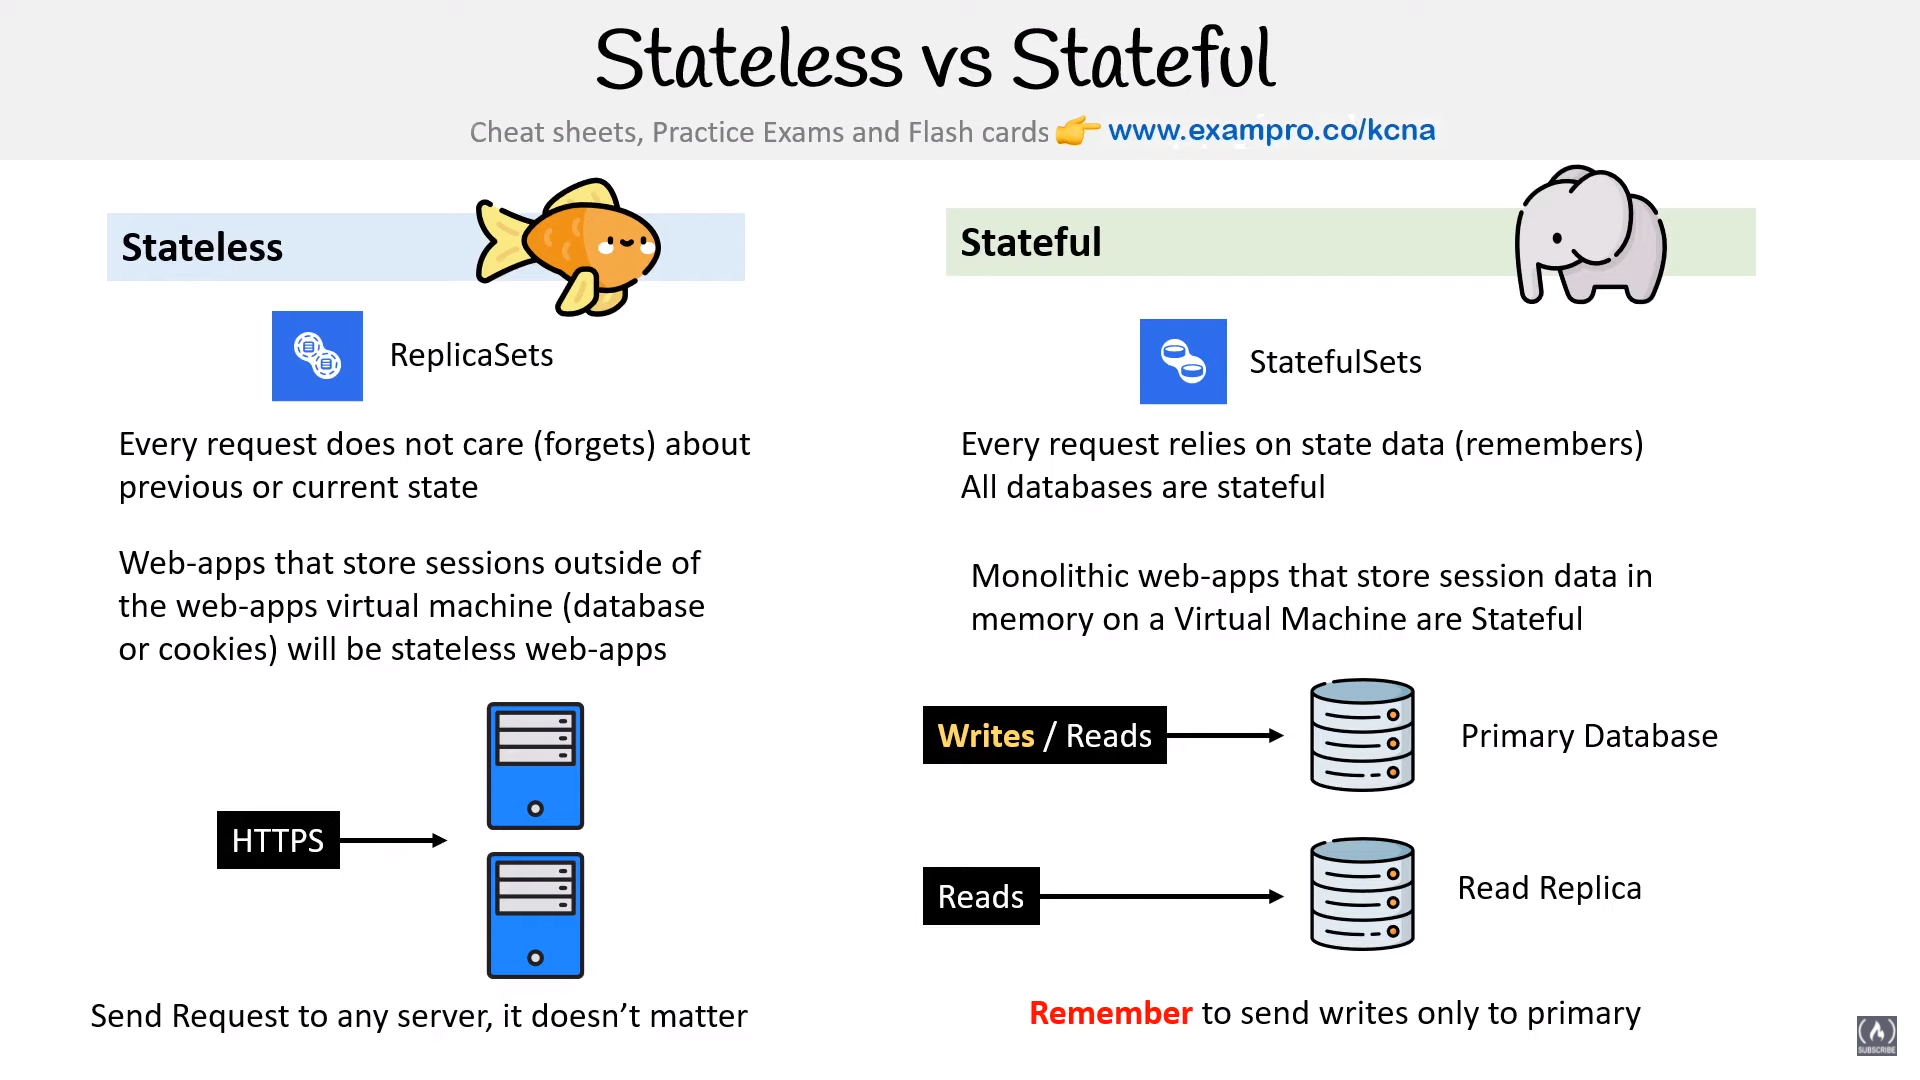 Stateless vs Stateful
Cheat sheets, Practice Exams and Flash cards www.exampro.co/kcna
Stateless
ReplicaSets
Every request does not care (forgets) about
previous or current state
Web-apps that store sessions outside of
the web-apps virtual machine (database
or cookies) will be stateless web-apps
HTTPS
Send Request to any server, it doesn't matter
Stateful
StatefulSets
Every request relies on state data (remembers)
All databases are stateful
Monolithic web-apps that store session data in
memory on a Virtual Machine are Stateful
Writes / Reads
Primary Database
Reads
Read Replica
Remember to send writes only to primary
SUBSCRIBE